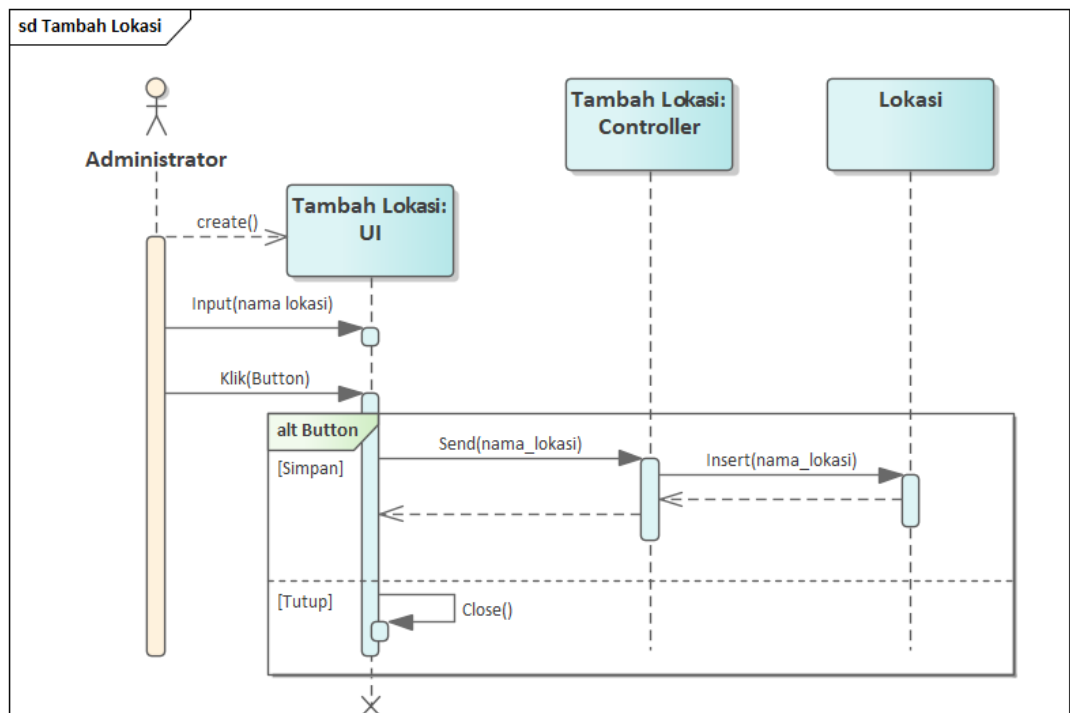 sd Tambah Lokasi
Administrator
Tambah Lokasi:
Controller
Lokasi
create()
Tambah Lokasi:
UI
Input(nama lokasi)
Klik(Button)
alt Button
[Simpan]
Send(nama_lokasi)
Insert(nama_lokasi)
[Tutup]
Close()